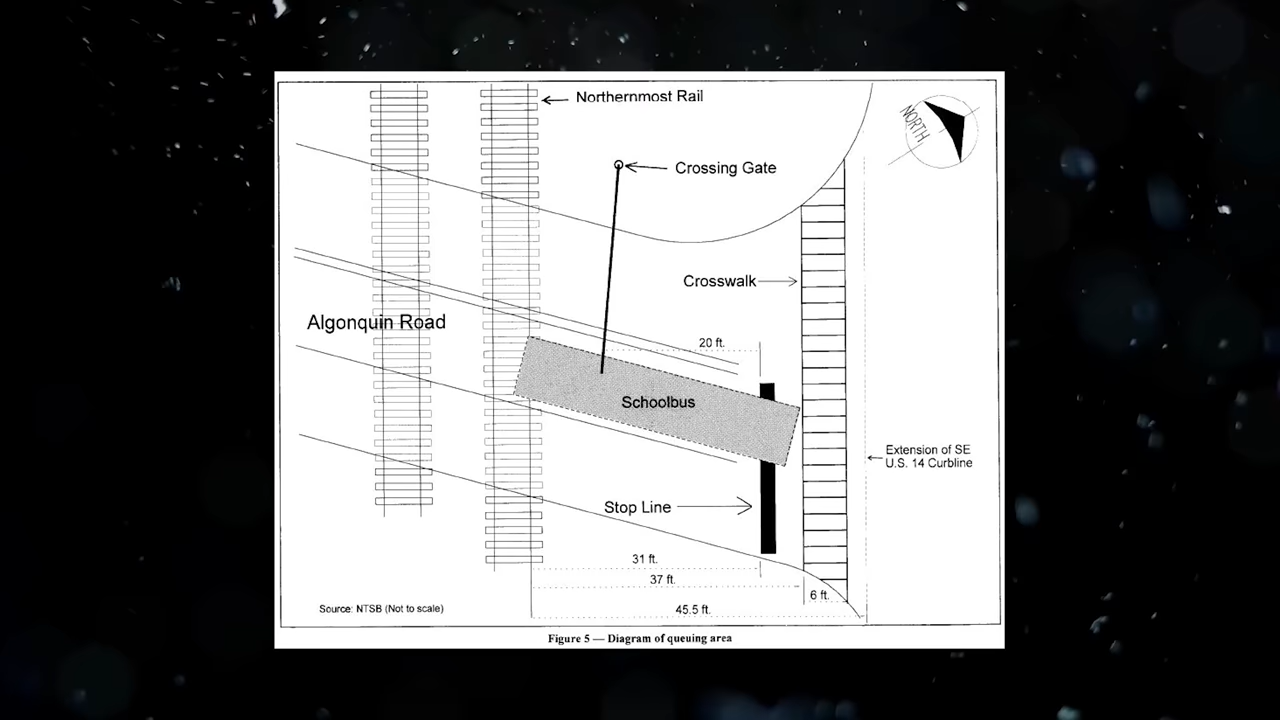 Northernmost Rail
NORTH
Crossing Gate
Crosswalk
Algonquin Road
20 ft.
Schoolbus
Extension of SE
U.S. 14 Curbline
Stop Line
31 ft.
37 ft.
6 ft.
45.5 ft.
Source: NTSB (Not to scale)
Figure 5 — Diagram of queuing area